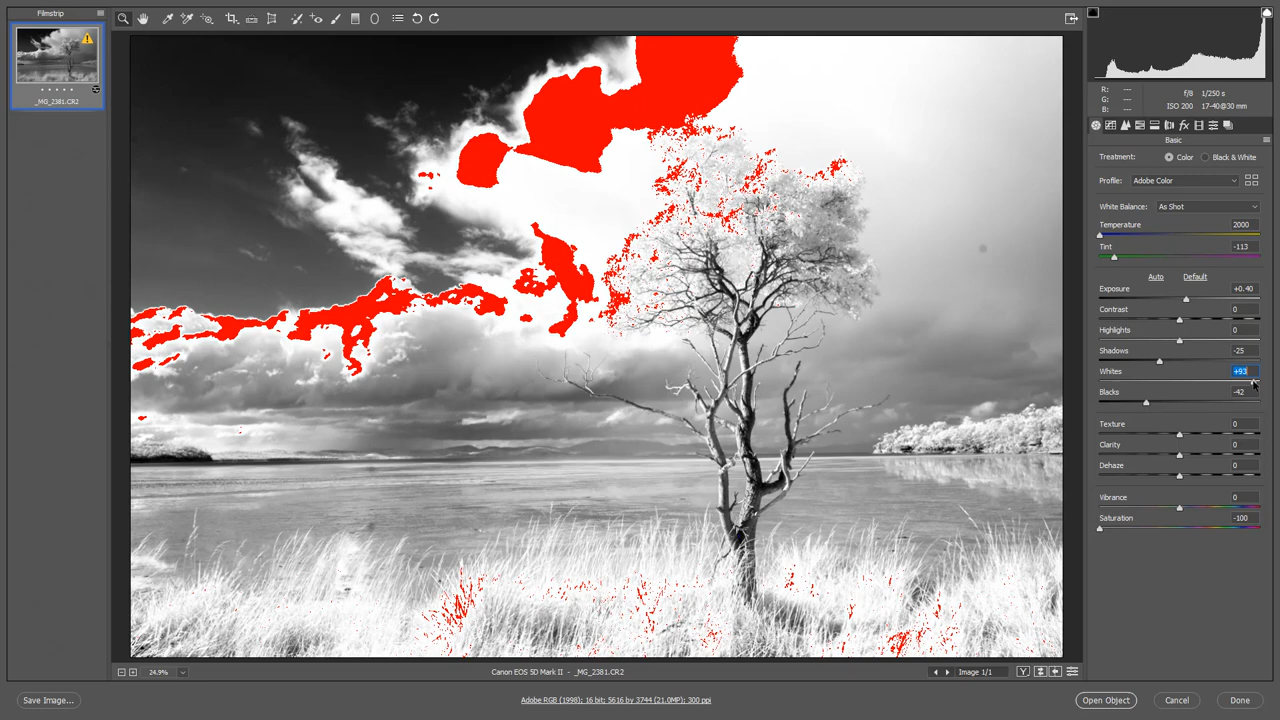 Filmstrip
_MG_2381.CR2
R: ---
G: ---
B: ---
f/8 1/250 s
ISO 200 17-40@30 mm
Basic
Treatment: Color Black & White
Profile: Adobe Color
White Balance: As Shot
Temperature 2000
Tint -113
Auto Default
Exposure +0.40
Contrast 0
Highlights 0
Shadows -25
Whites +93
Blacks -42
Texture 0
Clarity 0
Dehaze 0
Vibrance 0
Saturation -100
24.9%
Canon EOS 5D Mark II - _MG_2381.CR2
Image 1/1
Y
Save Image...
Adobe RGB (1998); 16 bit; 5616 by 3744 (21.0MP); 300 ppi
Open Object
Cancel
Done